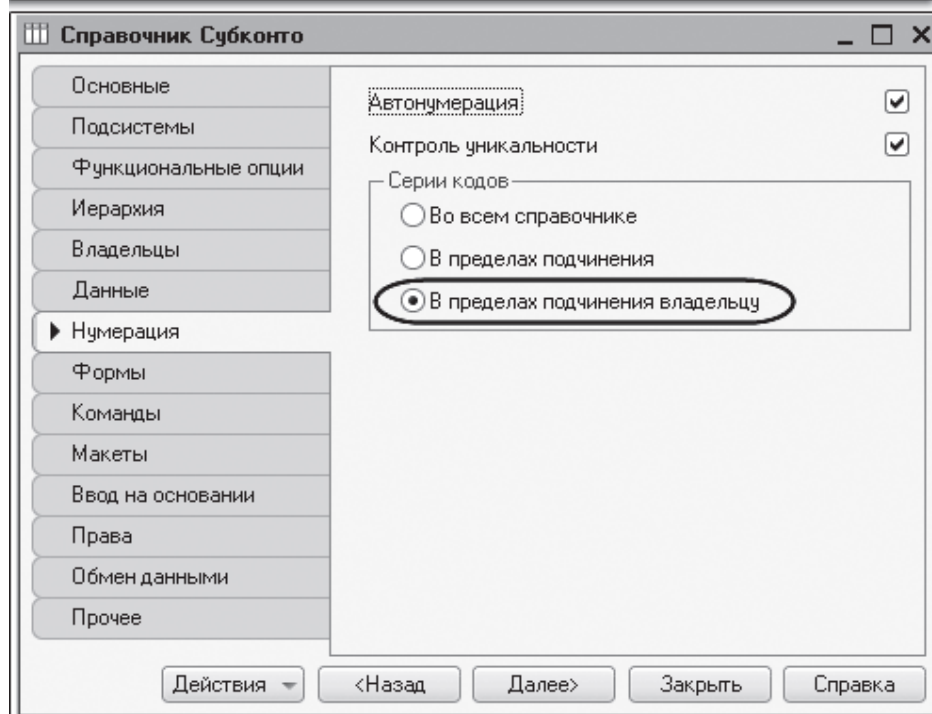 Справочник Субконто
Основные
Подсистемы
Функциональные опции
Иерархия
Владельцы
Данные
Нумерация
Формы
Команды
Макеты
Ввод на основании
Права
Обмен данными
Прочее
Автонумерация
Контроль уникальности
Серии кодов
Во всем справочнике
В пределах подчинения
В пределах подчинения владельцу
Действия
<Назад
Далее>
Закрыть
Справка